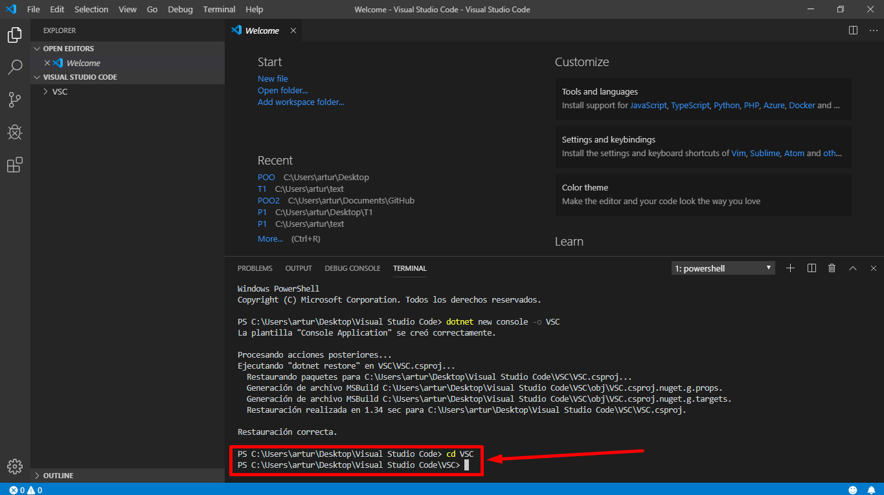 File Edit Selection View Go Debug Terminal Help
Welcome - Visual Studio Code - Visual Studio Code
EXPLORER
OPEN EDITORS
Welcome
VISUAL STUDIO CODE
VSC
OUTLINE
Welcome
Start
New file
Open folder...
Add workspace folder...
Recent
POO C:\Users\artur\Desktop
T1 C:\Users\artur\text
POO2 C:\Users\artur\Documents\GitHub
P1 C:\Users\artur\Desktop\T1
P1 C:\Users\artur\text
More... (Ctrl+R)
Customize
Tools and languages
Install support for JavaScript, TypeScript, Python, PHP, Azure, Docker and ...
Settings and keybindings
Install the settings and keyboard shortcuts of Vim, Sublime, Atom and oth...
Color theme
Make the editor and your code look the way you love
Learn
PROBLEMS OUTPUT DEBUG CONSOLE TERMINAL
1: powershell
Windows PowerShell
Copyright (C) Microsoft Corporation. Todos los derechos reservados.
PS C:\Users\artur\Desktop\Visual Studio Code> dotnet new console -o VSC
La plantilla "Console Application" se creó correctamente.
Procesando acciones posteriores...
Ejecutando "dotnet restore" en VSC\VSC.csproj...
Restaurando paquetes para C:\Users\artur\Desktop\Visual Studio Code\VSC\VSC.csproj...
Generación de archivo MSBuild C:\Users\artur\Desktop\Visual Studio Code\VSC\obj\VSC.csproj.nuget.g.props.
Generación de archivo MSBuild C:\Users\artur\Desktop\Visual Studio Code\VSC\obj\VSC.csproj.nuget.g.targets.
Restauración realizada en 1.34 sec para C:\Users\artur\Desktop\Visual Studio Code\VSC\VSC.csproj.
Restauración correcta.
PS C:\Users\artur\Desktop\Visual Studio Code> cd VSC
PS C:\Users\artur\Desktop\Visual Studio Code\VSC>
0 0